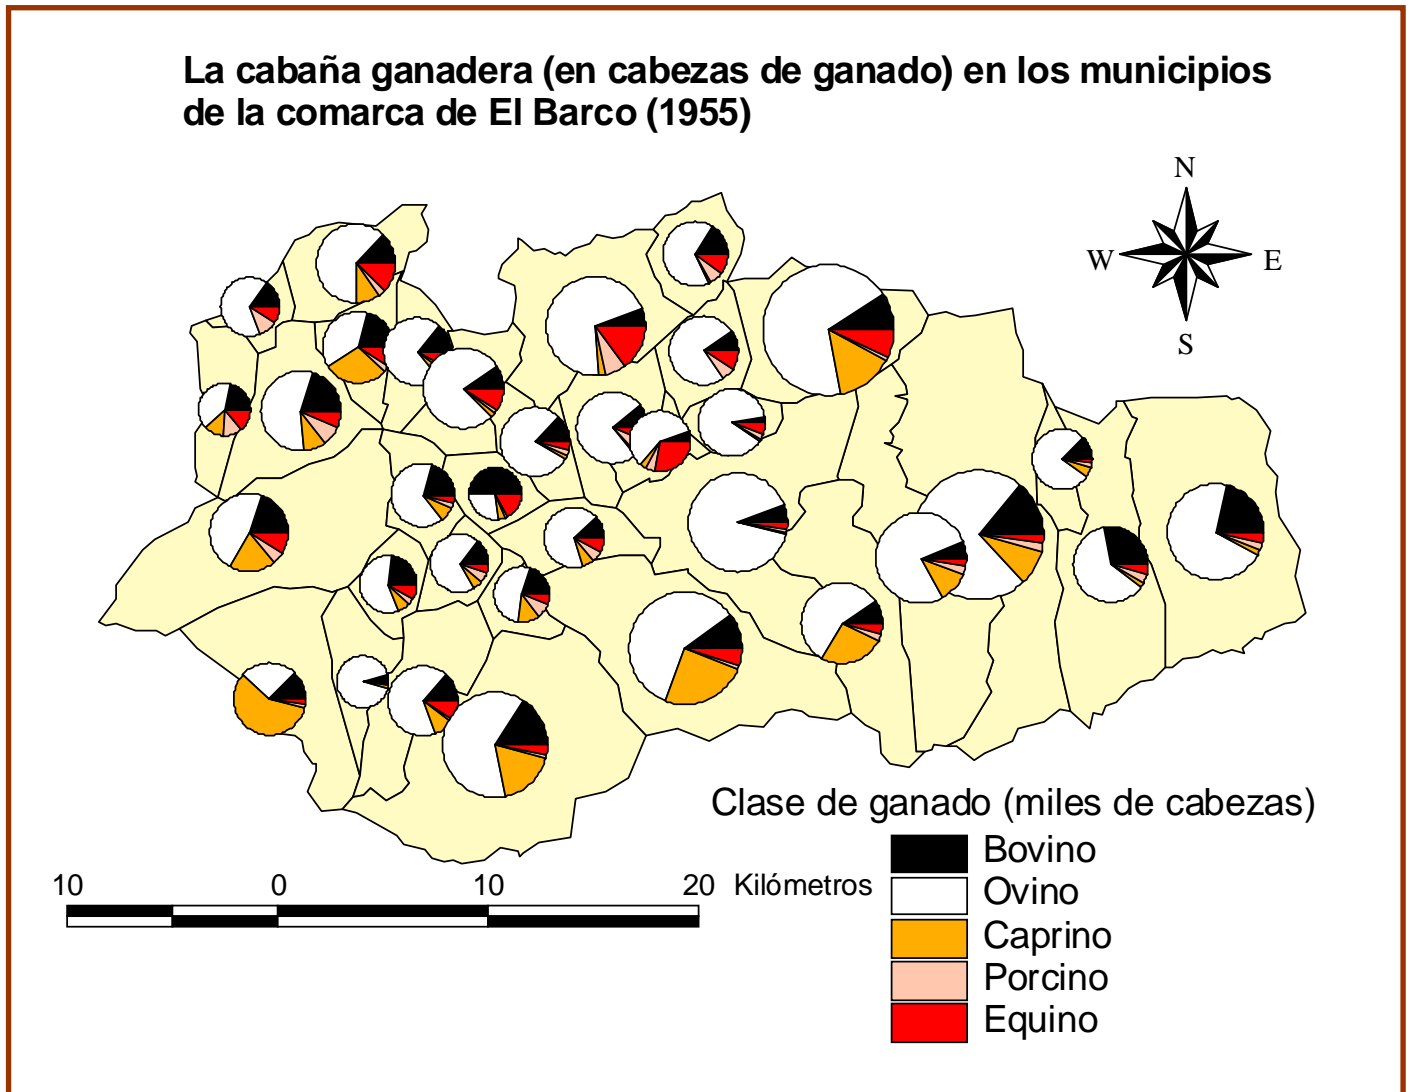 La cabaña ganadera (en cabezas de ganado) en los municipios
de la comarca de El Barco (1955)
N
W
E
S
Clase de ganado (miles de cabezas)
Bovino
Ovino
Caprino
Porcino
Equino
10 0 10 20 Kilómetros